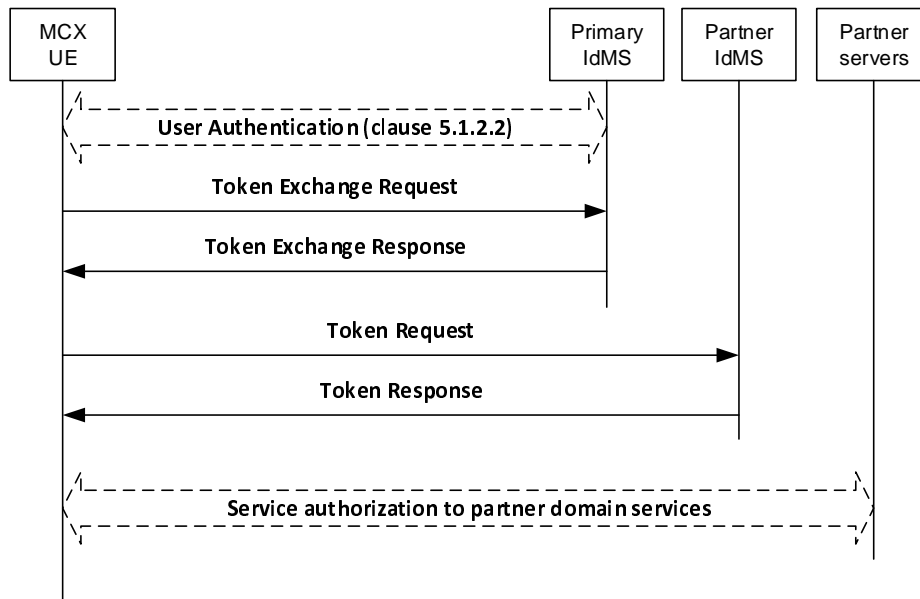 MCX
UE
Primary
IdMS
Partner
IdMS
Partner
servers
User Authentication (clause 5.1.2.2)
Token Exchange Request
Token Exchange Response
Token Request
Token Response
Service authorization to partner domain services